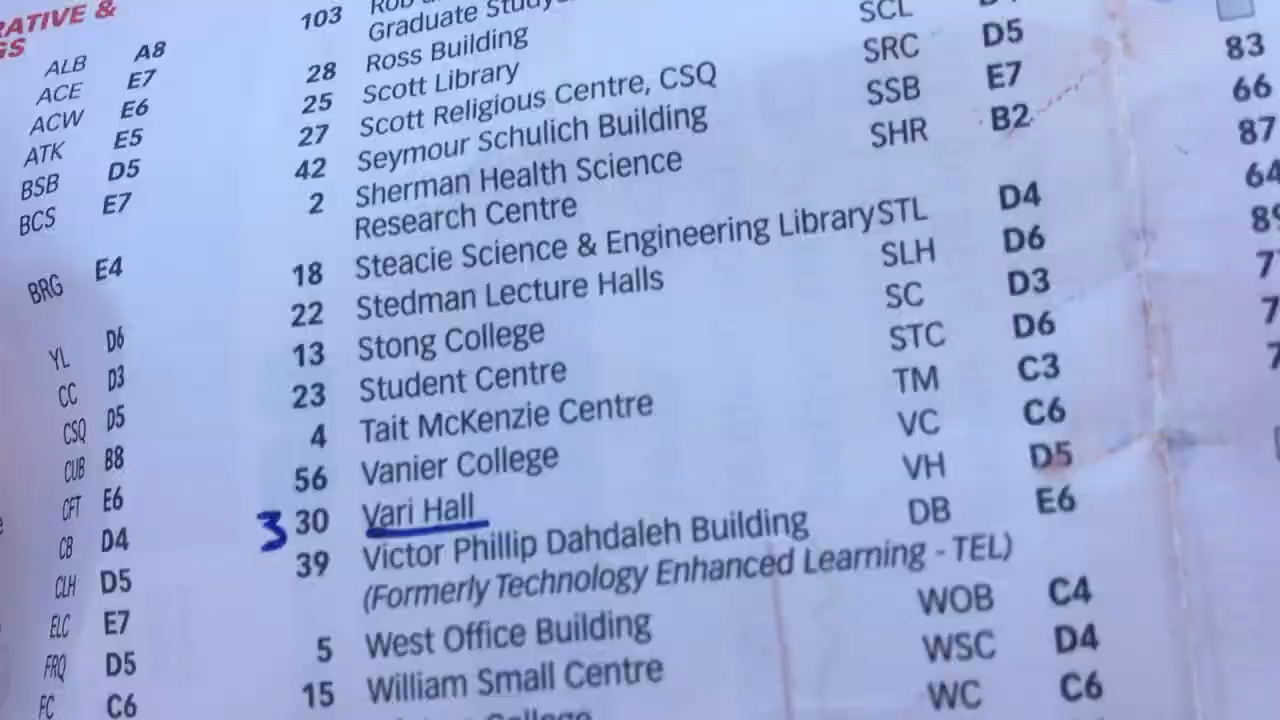 RATIVE &
GS
ALB A8
ACE E7
ACW E6
ATK E5
BSB D5
BCS E7
BRG E4
YL D6
CC D3
CSQ D5
CUB B8
CFT E6
CB D4
CLH D5
ELC E7
FRQ D5
FC C6
103
Graduate Study
28 Ross Building
25 Scott Library SCL
27 Scott Religious Centre, CSQ SRC D5
42 Seymour Schulich Building SSB E7
2 Sherman Health Science SHR B2
Research Centre
18 Steacie Science & Engineering Library STL D4
22 Stedman Lecture Halls SLH D6
13 Stong College SC D3
23 Student Centre STC D6
4 Tait McKenzie Centre TM C3
56 Vanier College VC C6
3 30 Vari Hall VH D5
39 Victor Phillip Dahdaleh Building DB E6
(Formerly Technology Enhanced Learning - TEL)
5 West Office Building WOB C4
15 William Small Centre WSC D4
College WC C6
83
66
87
64